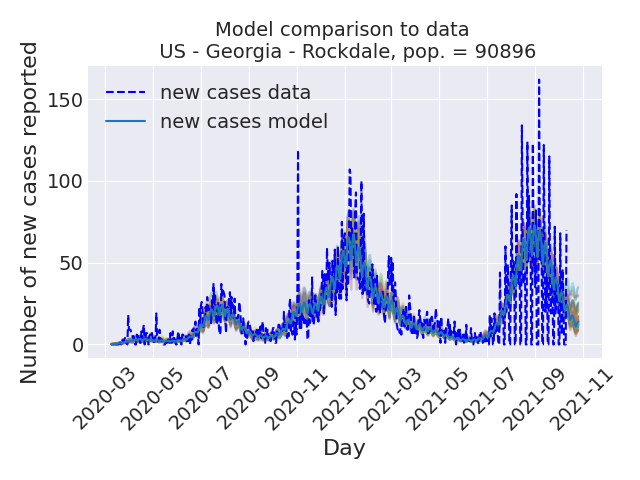 Model comparison to data
US - Georgia - Rockdale, pop. = 90896
Number of new cases reported
150
100
50
0
new cases data
new cases model
2020-03
2020-05
2020-07
2020-09
2020-11
2021-01
2021-03
2021-05
2021-07
2021-09
2021-11
Day